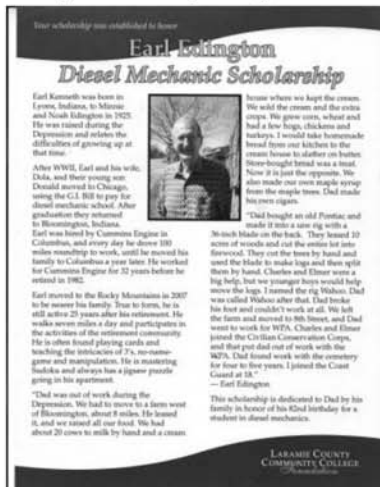 Your scholarship was established to honor
Earl Edington
Diesel Mechanic Scholarship
Earl Kenneth was born in
Lyons, Indiana, to Minnie
and Noah Edington in 1925.
He was raised during the
Depression and relates the
difficulties of growing up at
that time.
After WWII, Earl and his wife,
Dola, and their young son
Donald moved to Chicago,
using the G.I. Bill to pay for
diesel mechanic school. After
graduation they returned
to Bloomington, Indiana.
Earl was hired by Cummins Engine in
Columbus, and every day he drove 100
miles roundtrip to work, until he moved his
family to Columbus a year later. He worked
for Cummins Engine for 32 years before he
retired in 1982.
Earl moved to the Rocky Mountains in 2007
to be nearer his family. True to form, he is
still active 25 years after his retirement. He
walks seven miles a day and participates in
the activities of the retirement community.
He is often found playing cards and
teaching the intricacies of 3's, no-name-
game and manipulation. He is mastering
Sudoku and always has a jigsaw puzzle
going in his apartment.
"Dad was out of work during the
Depression. We had to move to a farm west
of Bloomington, about 8 miles. He leased
it, and we raised all our food. We had
about 20 cows to milk by hand and a cream
house where we kept the cream.
We sold the cream and the extra
crops. We grew corn, wheat and
had a few hogs, chickens and
turkeys. I would take homemade
bread from our kitchen to the
cream house to slather on butter.
Store-bought bread was a treat.
Now it is just the opposite. We
also made our own maple syrup
from the maple trees. Dad made
his own cigars.
"Dad bought an old Pontiac and
made it into a saw rig with a
36-inch blade on the back. They leased 10
acres of woods and cut the entire lot into
firewood. They cut the trees by hand and
used the blade to make logs and then split
them by hand. Charles and Elmer were a
big help, but we younger boys would help
move the logs. I named the rig Wahoo. Dad
was called Wahoo after that. Dad broke
his foot and couldn't work at all. We left
the farm and moved to 8th Street, and Dad
went to work for WPA. Charles and Elmer
joined the Civilian Conservation Corps,
and that put dad out of work with the
WPA. Dad found work with the cemetery
for four to five years. I joined the Coast
Guard at 18."
— Earl Edington
This scholarship is dedicated to Dad by his
family in honor of his 82nd birthday for a
student in diesel mechanics.
LARAMIE COUNTY
COMMUNITY COLLEGE
Foundation